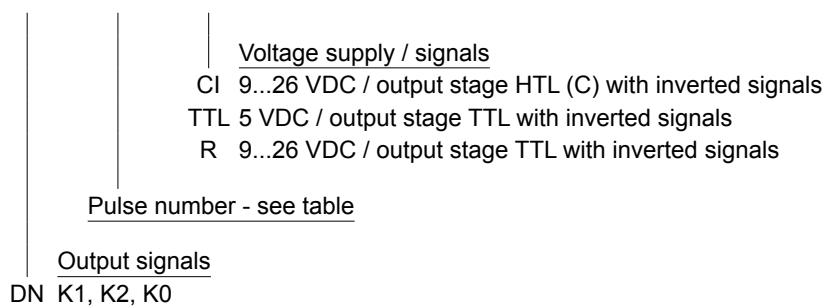 Voltage supply / signals
CI 9...26 VDC / output stage HTL (C) with inverted signals
TTL 5 VDC / output stage TTL with inverted signals
R 9...26 VDC / output stage TTL with inverted signals
Pulse number - see table
Output signals
DN K1, K2, K0